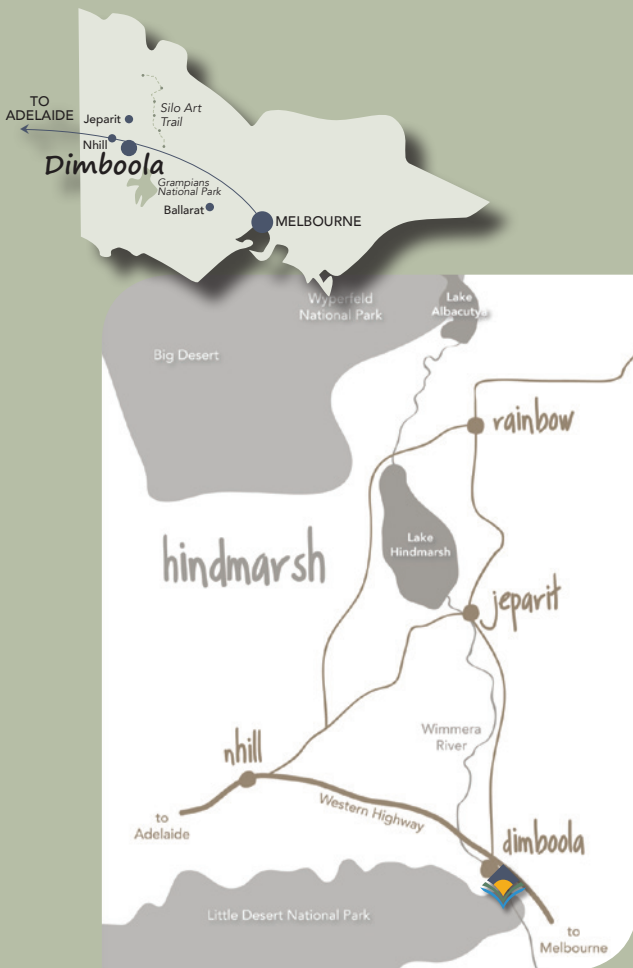 TO
ADELAIDE
Jeparit
Silo Art
Trail
Nhill
Dimboola
Grampians
National Park
Ballarat
MELBOURNE
Wyperfeld
National Park
Lake
Albacutya
Big Desert
rainbow
Lake
Hindmarsh
hindmarsh
jeparit
Wimmera
River
nhill
Western Highway
to
Adelaide
dimboola
Little Desert National Park
to
Melbourne